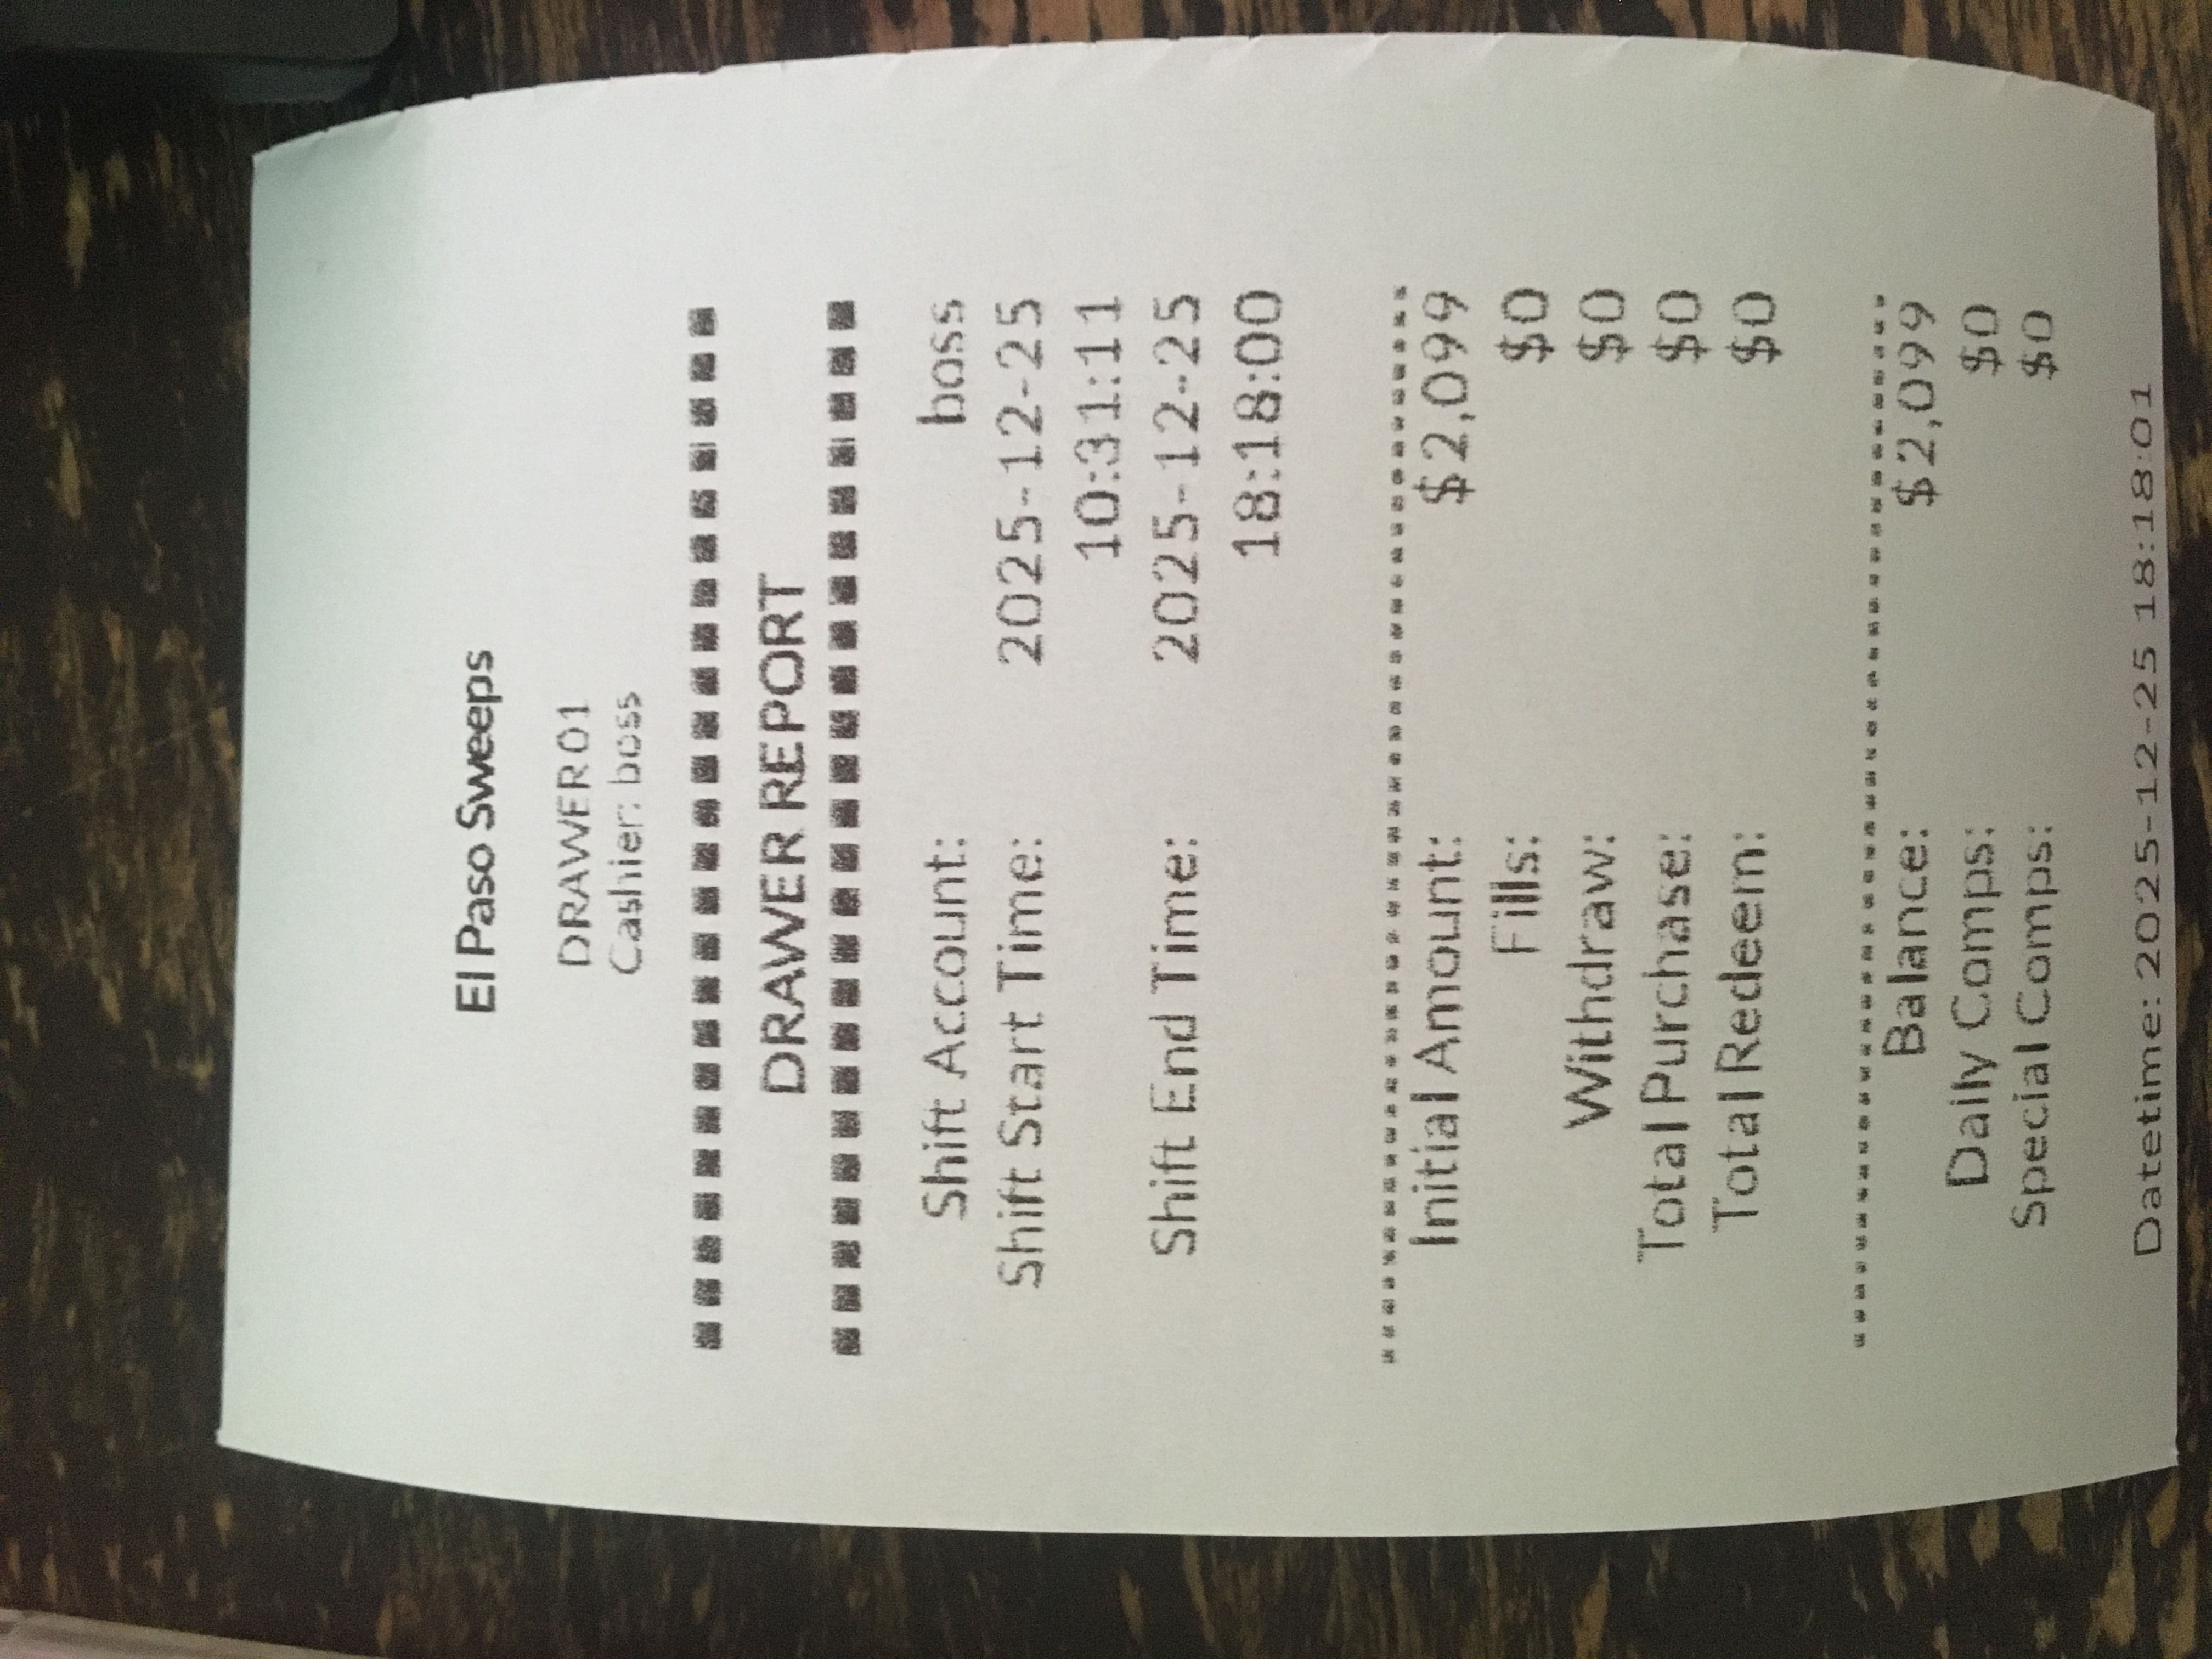 El Paso Sweeps
DRAWER01
Cashier: boss
DRAWER REPORT
Shift Account: boss
Shift Start Time: 2025-12-25
10:31:11
Shift End Time: 2025-12-25
18:18:00
Initial Amount: $2,099
Fills: $0
Withdraw: $0
Total Purchase: $0
Total Redeem: $0
Balance: $2,099
Daily Comps: $0
Special Comps: $0
Datetime: 2025-12-25 18:18:01